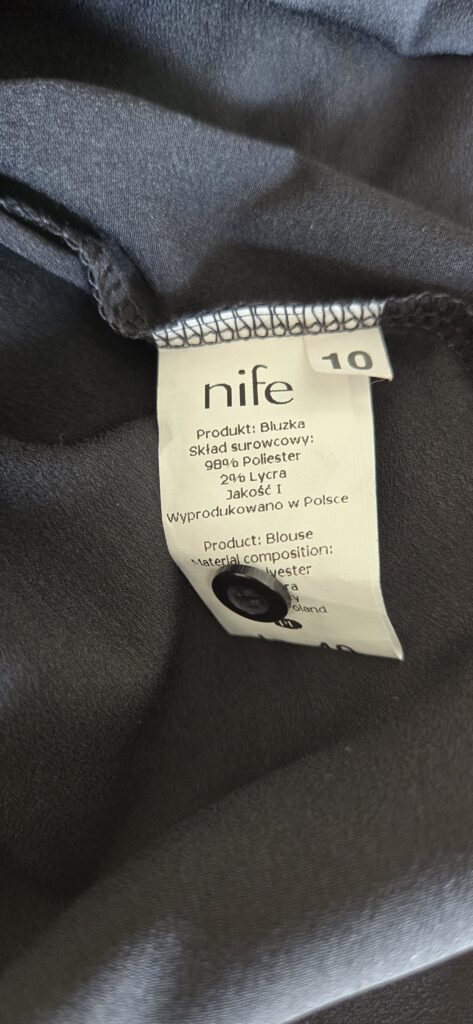 10
nife
Produkt: Bluzka
Skład surowcowy:
98% Poliester
2% Lycra
Jakość I
Wyprodukowano w Polsce
Product: Blouse
Material composition: